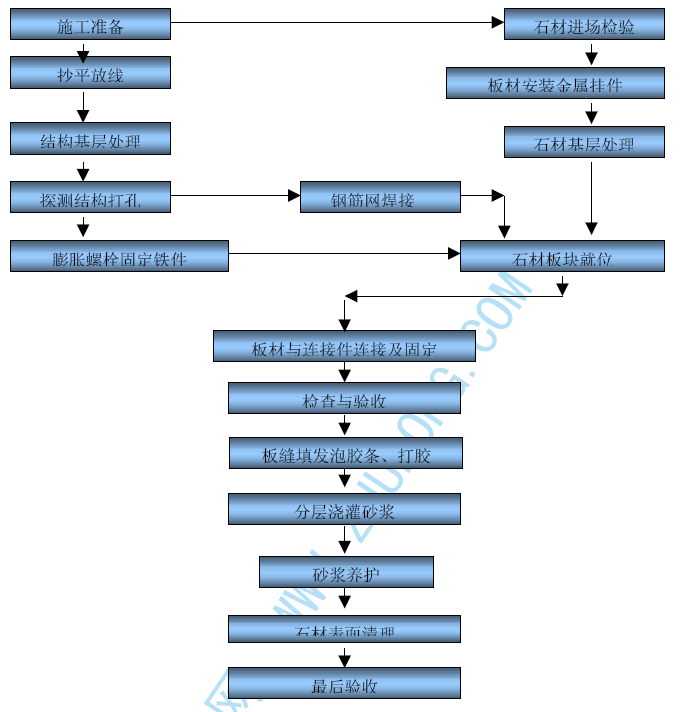 施工准备
石材进场检验
抄平放线
板材安装金属挂件
结构基层处理
石材基层处理
探测结构打孔
钢筋网焊接
膨胀螺栓固定铁件
石材板块就位
板材与连接件连接及固定
检查与验收
板缝填发泡胶条、打胶
分层浇灌砂浆
砂浆养护
石材表面清理
最后验收